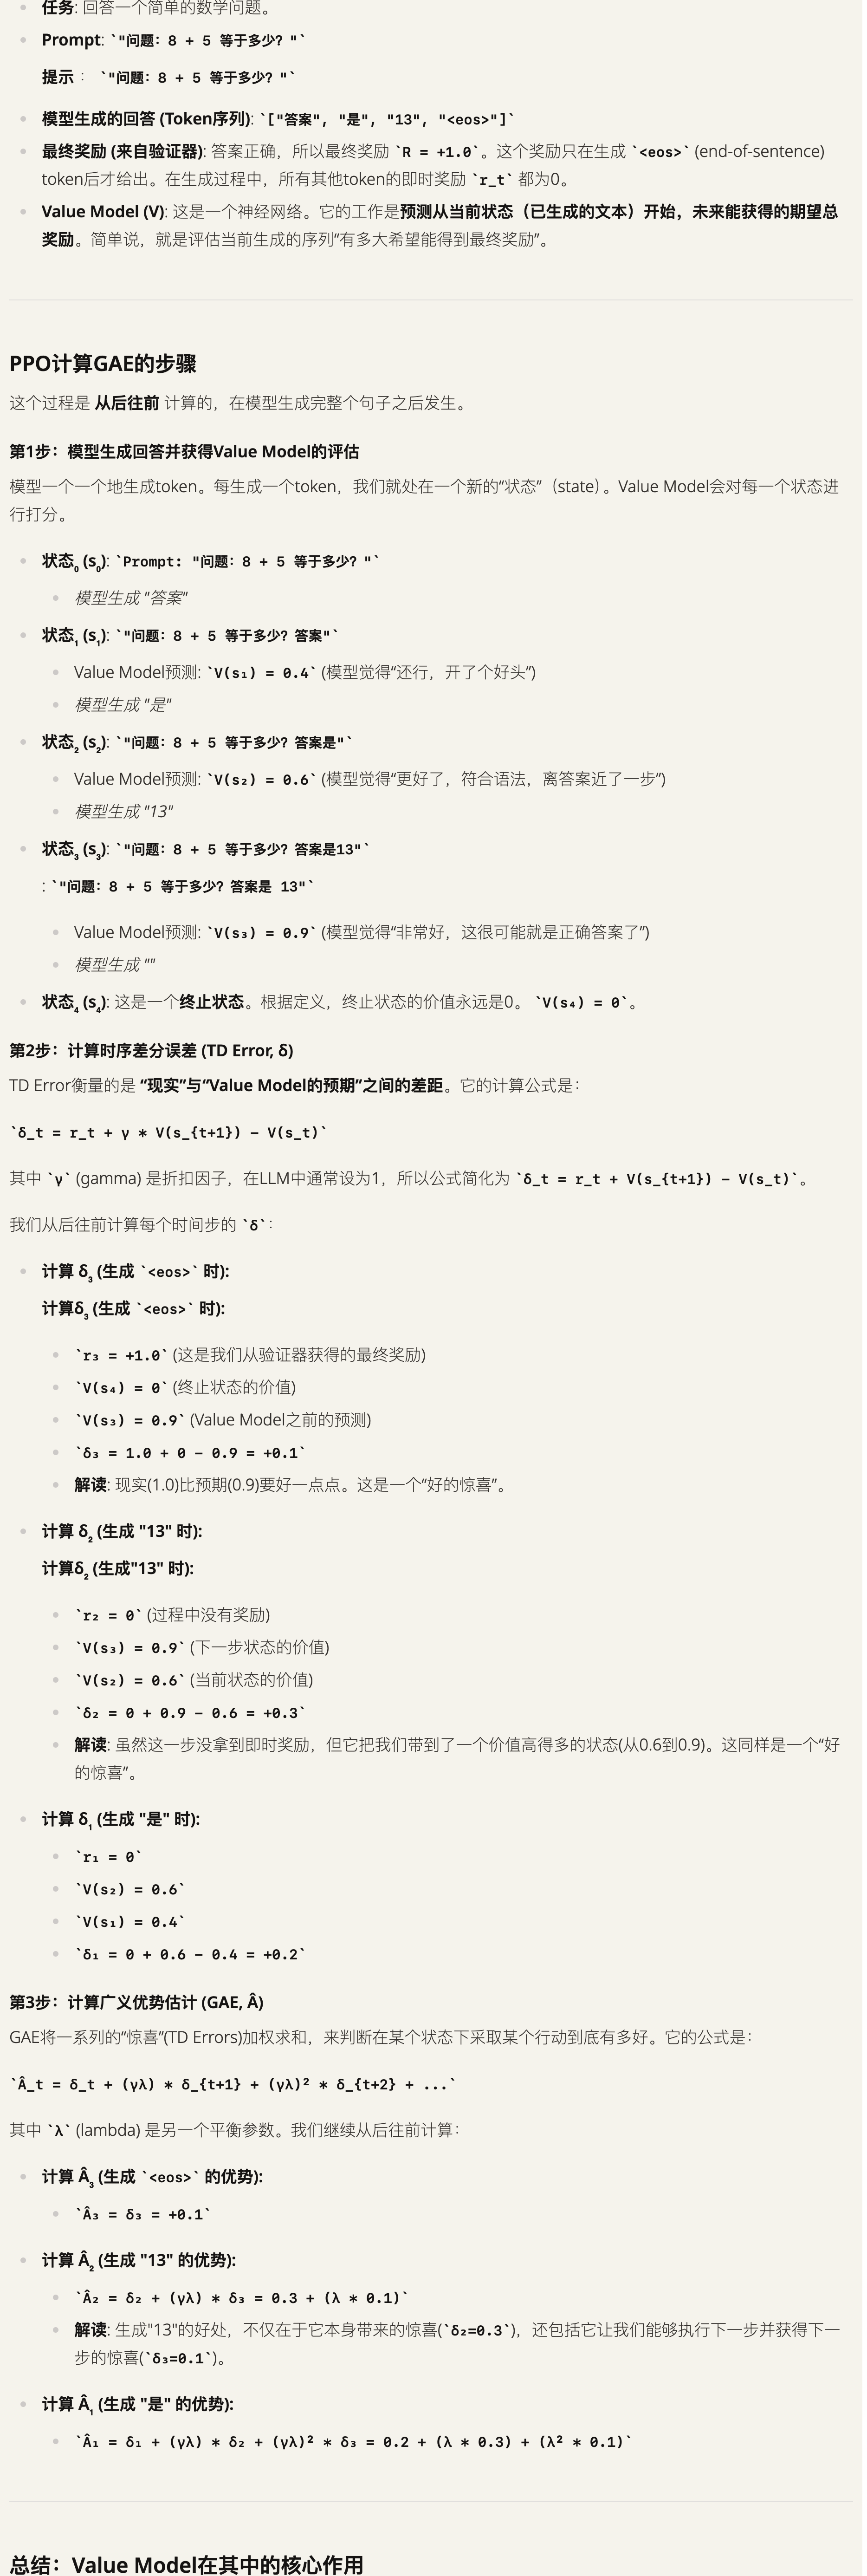 任务: 回答一个简单的数学问题。
Prompt: `"问题：8 + 5 等于多少？"`
提示： `"问题：8 + 5 等于多少？"`
模型生成的回答 (Token序列): `["答案", "是", "13", "<eos>"]`
最终奖励 (来自验证器): 答案正确，所以最终奖励 `R = +1.0`。这个奖励只在生成 `<eos>` (end-of-sentence)
token后才给出。在生成过程中，所有其他token的即时奖励 `r_t` 都为0。
Value Model (V): 这是一个神经网络。它的工作是预测从当前状态（已生成的文本）开始，未来能获得的期望总
奖励。简单说，就是评估当前生成的序列“有多大希望能得到最终奖励”。
PPO计算GAE的步骤
这个过程是 从后往前 计算的，在模型生成完整个句子之后发生。
第1步：模型生成回答并获得Value Model的评估
模型一个一个地生成token。每生成一个token，我们就处在一个新的“状态”（state）。Value Model会对每一个状态进
行打分。
状态₀ (s₀): `Prompt: "问题：8 + 5 等于多少？"`
模型生成 "答案"
状态₁ (s₁): `"问题：8 + 5 等于多少？答案"`
Value Model预测: `V(s₁) = 0.4` (模型觉得“还行，开了个好头”)
模型生成 "是"
状态₂ (s₂): `"问题：8 + 5 等于多少？答案是"`
Value Model预测: `V(s₂) = 0.6` (模型觉得“更好了，符合语法，离答案近了一步”)
模型生成 "13"
状态₃ (s₃): `"问题：8 + 5 等于多少？答案是13"`
: `"问题：8 + 5 等于多少？答案是 13"`
Value Model预测: `V(s₃) = 0.9` (模型觉得“非常好，这很可能就是正确答案了”)
模型生成 ""
状态₄ (s₄): 这是一个终止状态。根据定义，终止状态的价值永远是0。 `V(s₄) = 0`。
第2步：计算时序差分误差 (TD Error, δ)
TD Error衡量的是 “现实”与“Value Model的预期”之间的差距。它的计算公式是：
`δ_t = r_t + γ * V(s_{t+1}) - V(s_t)`
其中 `γ` (gamma) 是折扣因子，在LLM中通常设为1，所以公式简化为 `δ_t = r_t + V(s_{t+1}) - V(s_t)`。
我们从后往前计算每个时间步的 `δ`：
计算 δ₃ (生成 `<eos>` 时):
计算δ₃ (生成 `<eos>` 时):
`r₃ = +1.0` (这是我们从验证器获得的最终奖励)
`V(s₄) = 0` (终止状态的价值)
`V(s₃) = 0.9` (Value Model之前的预测)
`δ₃ = 1.0 + 0 - 0.9 = +0.1`
解读: 现实(1.0)比预期(0.9)要好一点点。这是一个“好的惊喜”。
计算 δ₂ (生成 "13" 时):
计算δ₂ (生成"13" 时):
`r₂ = 0` (过程中没有奖励)
`V(s₃) = 0.9` (下一步状态的价值)
`V(s₂) = 0.6` (当前状态的价值)
`δ₂ = 0 + 0.9 - 0.6 = +0.3`
解读: 虽然这一步没拿到即时奖励，但它把我们带到了一个价值高得多的状态(从0.6到0.9)。这同样是一个“好
的惊喜”。
计算 δ₁ (生成 "是" 时):
`r₁ = 0`
`V(s₂) = 0.6`
`V(s₁) = 0.4`
`δ₁ = 0 + 0.6 - 0.4 = +0.2`
第3步：计算广义优势估计 (GAE, Â)
GAE将一系列的“惊喜”(TD Errors)加权求和，来判断在某个状态下采取某个行动到底有多好。它的公式是：
`Â_t = δ_t + (γλ) * δ_{t+1} + (γλ)² * δ_{t+2} + ...`
其中 `λ` (lambda) 是另一个平衡参数。我们继续从后往前计算：
计算 Â₃ (生成 `<eos>` 的优势):
`Â₃ = δ₃ = +0.1`
计算 Â₂ (生成 "13" 的优势):
`Â₂ = δ₂ + (γλ) * δ₃ = 0.3 + (λ * 0.1)`
解读: 生成"13"的好处，不仅在于它本身带来的惊喜(`δ₂=0.3`)，还包括它让我们能够执行下一步并获得下一
步的惊喜(`δ₃=0.1`)。
计算 Â₁ (生成 "是" 的优势):
`Â₁ = δ₁ + (γλ) * δ₂ + (γλ)² * δ₃ = 0.2 + (λ * 0.3) + (λ² * 0.1)`
总结：Value Model在其中的核心作用